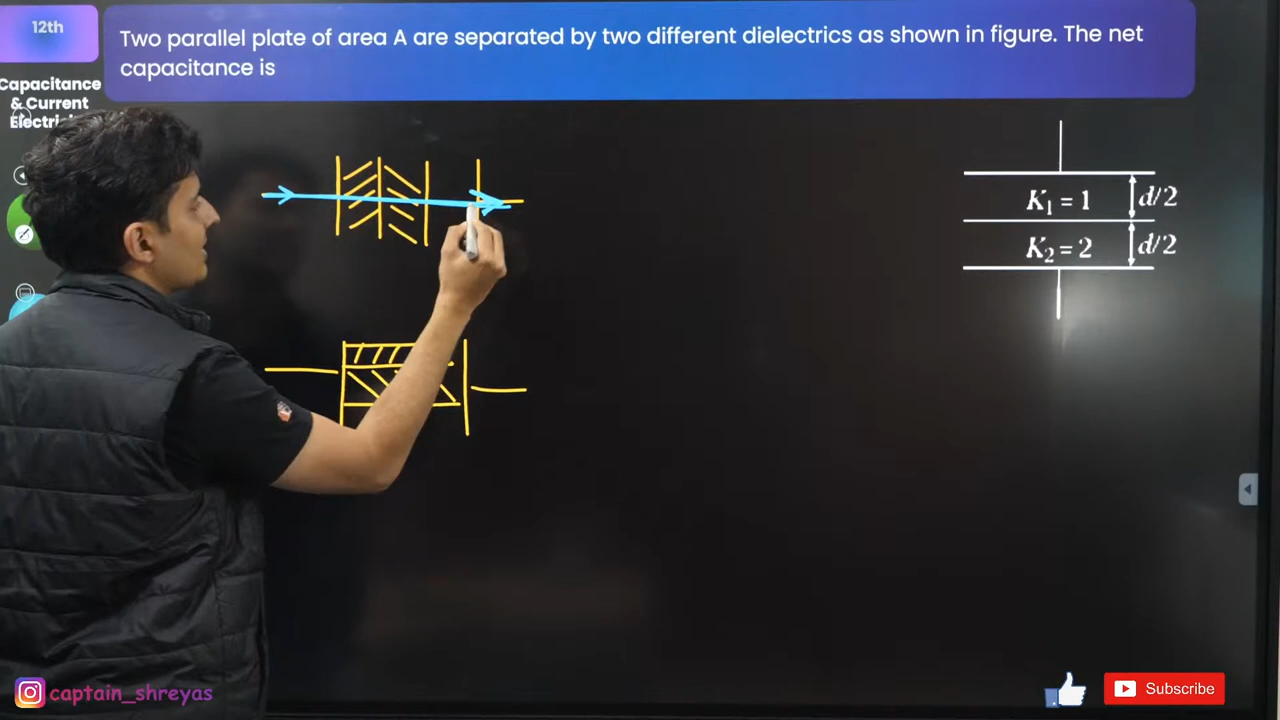 12th
Two parallel plate of area A are separated by two different dielectrics as shown in figure. The net
capacitance is
Capacitance
& Current
Electri
K₁ = 1
d/2
K₂ = 2
d/2
captain_shreyas
Subscribe